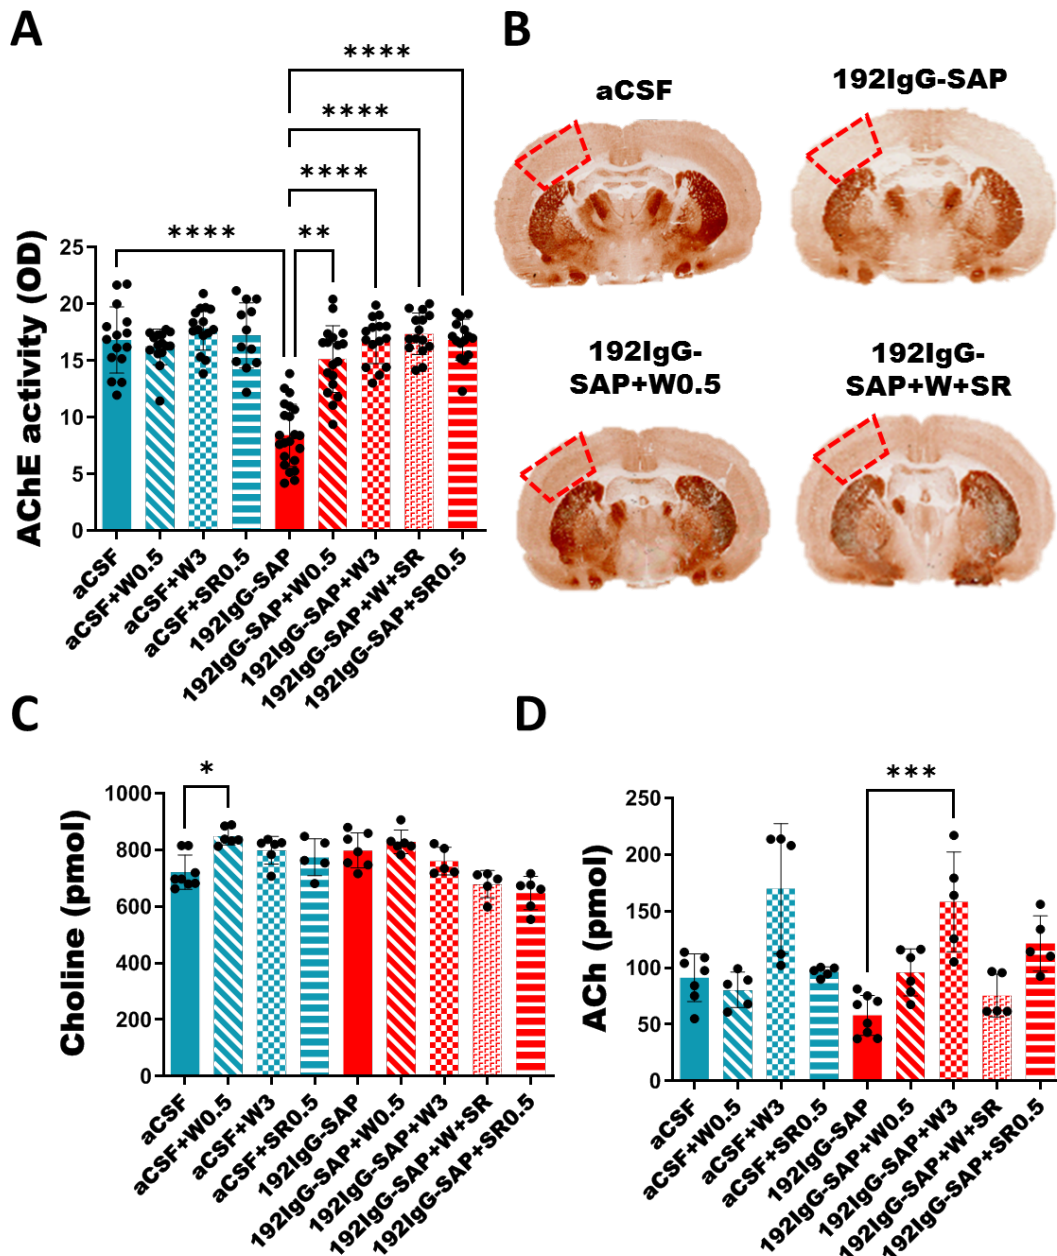 A
****
****
****
****
**
AChE activity (OD)
25
20
15
10
5
0
aCSF
aCSF+W0.5
aCSF+W3
aCSF+SR0.5
192IgG-SAP
192IgG-SAP+W0.5
192IgG-SAP+W3
192IgG-SAP+W+SR
192IgG-SAP+SR0.5
B
aCSF
192IgG-SAP
192IgG-
SAP+W0.5
192IgG-
SAP+W+SR
C
*
Choline (pmol)
1000
800
600
400
200
0
aCSF
aCSF+W0.5
aCSF+W3
aCSF+SR0.5
192IgG-SAP
192IgG-SAP+W0.5
192IgG-SAP+W3
192IgG-SAP+W+SR
192IgG-SAP+SR0.5
D
***
ACh (pmol)
250
200
150
100
50
0
aCSF
aCSF+W0.5
aCSF+W3
aCSF+SR0.5
192IgG-SAP
192IgG-SAP+W0.5
192IgG-SAP+W3
192IgG-SAP+W+SR
192IgG-SAP+SR0.5